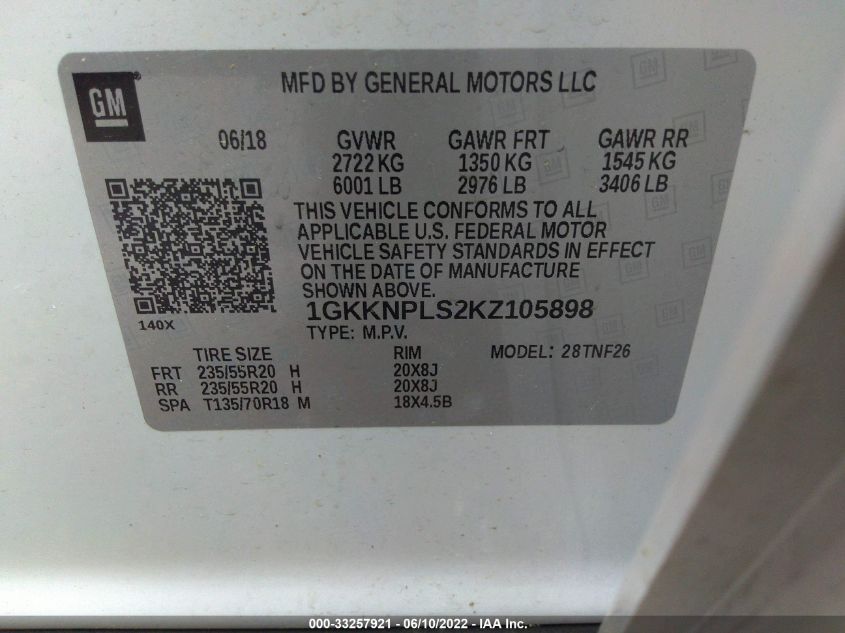 GM
MFD BY GENERAL MOTORS LLC
06/18 GVWR GAWR FRT GAWR RR
2722 KG 1350 KG 1545 KG
6001 LB 2976 LB 3406 LB
THIS VEHICLE CONFORMS TO ALL
APPLICABLE U.S. FEDERAL MOTOR
VEHICLE SAFETY STANDARDS IN EFFECT
ON THE DATE OF MANUFACTURE
SHOWN ABOVE.
1GKKNPLS2KZ105898
140X
TYPE: M.P.V.
TIRE SIZE RIM MODEL: 28TNF26
FRT 235/55R20 H 20X8J
RR 235/55R20 H 20X8J
SPA T135/70R18 M 18X4.5B
000-33257921 - 06/10/2022 - IAA Inc.